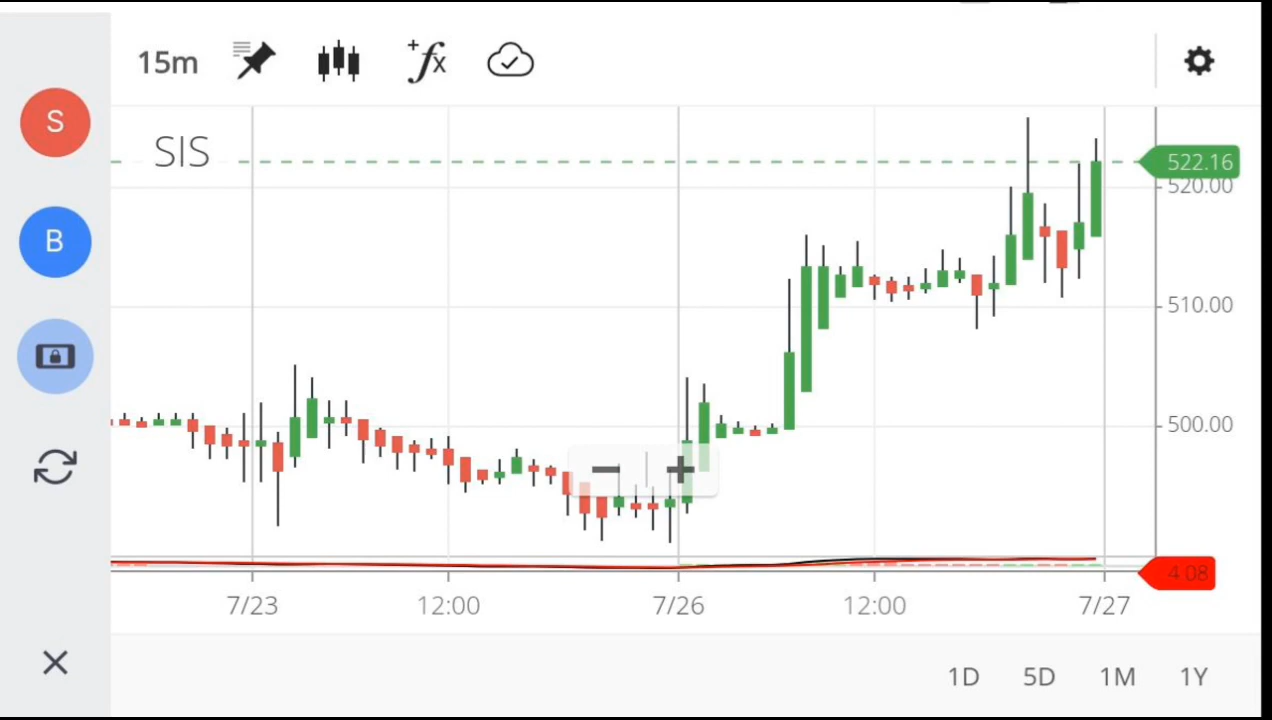 15m
fx
S
SIS
522.16
520.00
B
510.00
500.00
4.08
7/23 12:00 7/26 12:00 7/27
1D 5D 1M 1Y